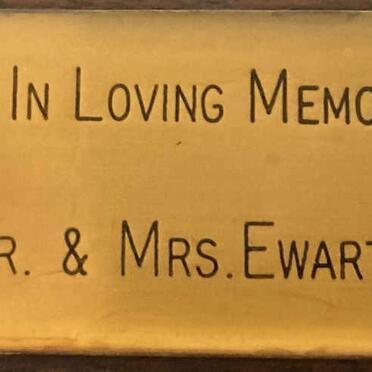 In Loving Memo
r. & Mrs. Ewart